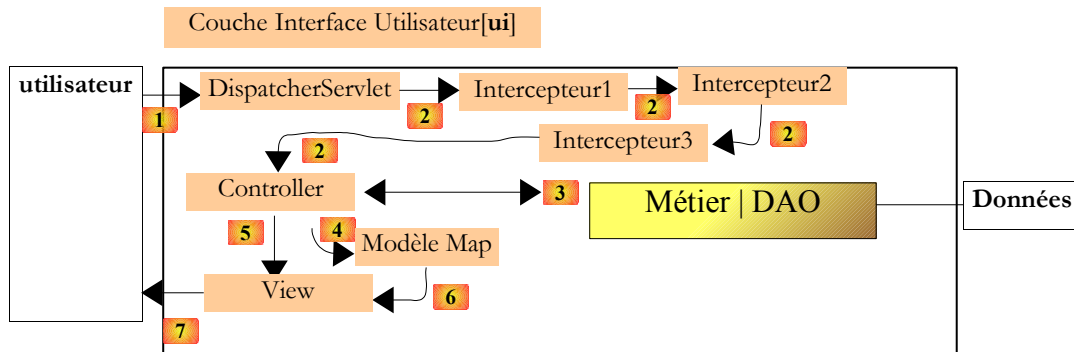 Couche Interface Utilisateur[ui]
utilisateur
DispatcherServlet
Intercepteur1
Intercepteur2
1
2
2
2
Intercepteur3
2
Controller
3
Métier | DAO
Données
5
4
Modèle Map
View
6
7